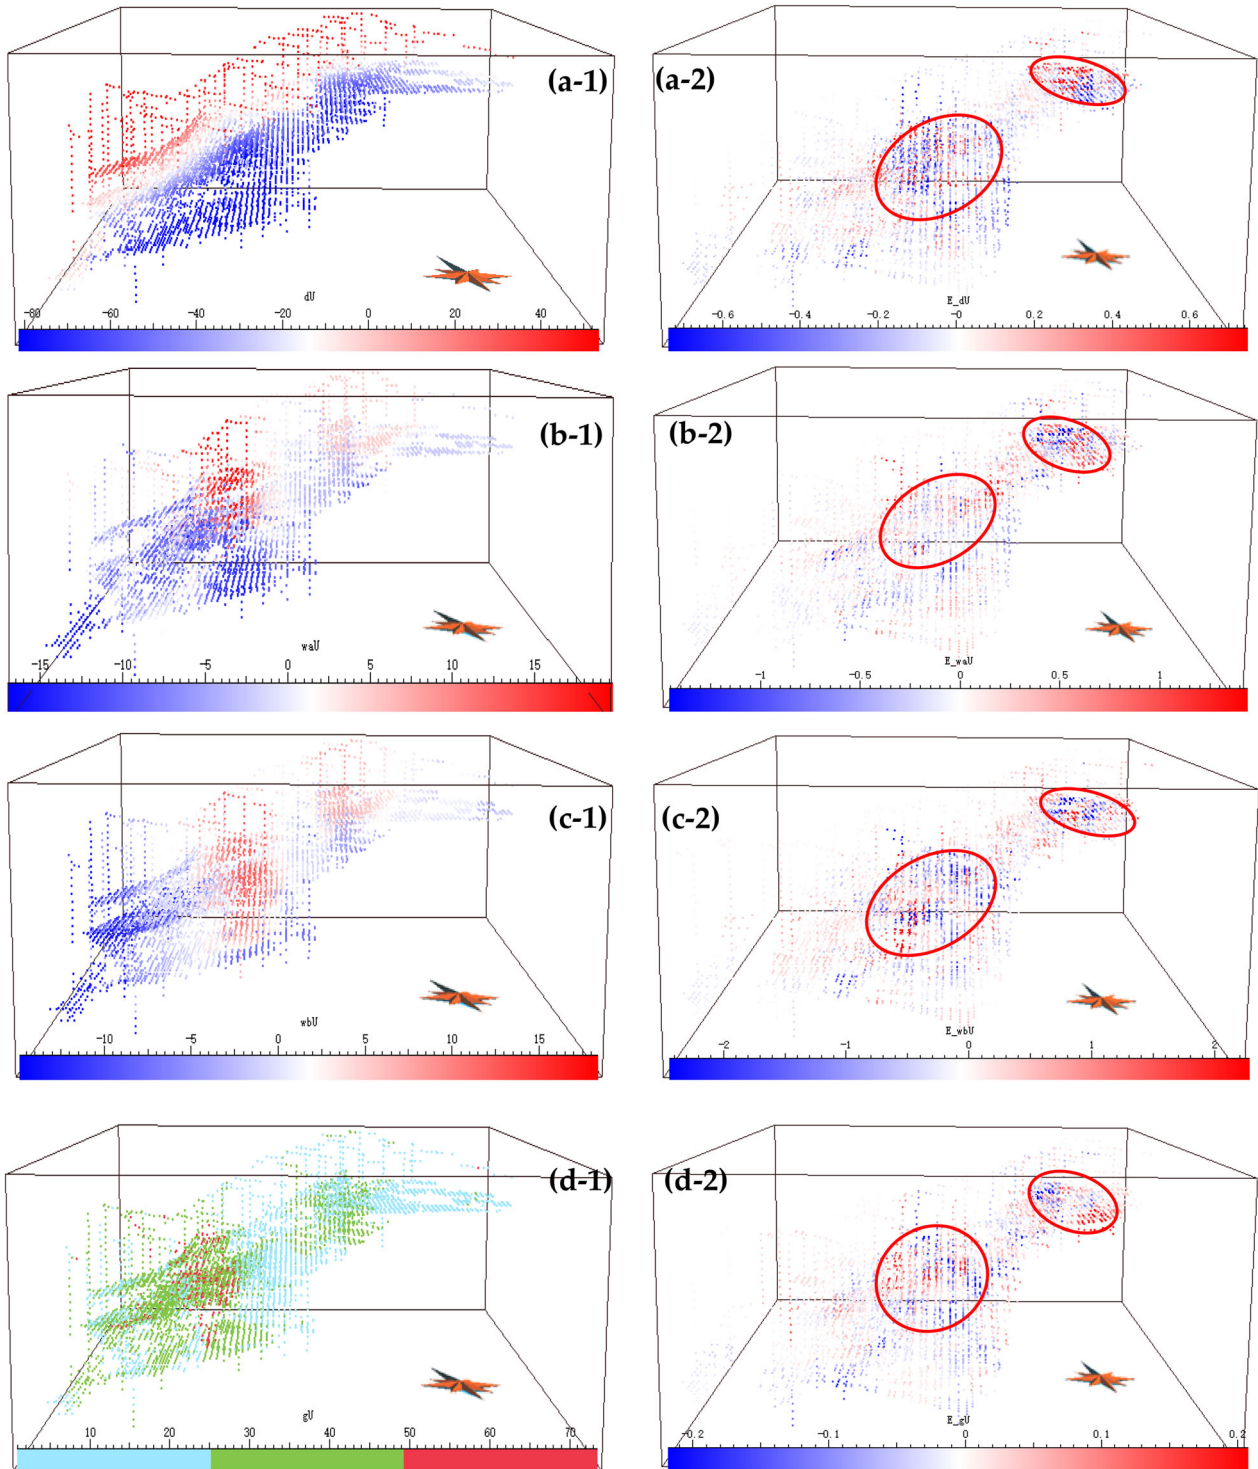 (a-1)
(a-2)
dU
-80 -60 -40 -20 0 20 40
E_dU
-0.6 -0.4 -0.2 -0 0.2 0.4 0.6
(b-1)
(b-2)
waU
-15 -10 -5 0 5 10 15
E_waU
-1 -0.5 0 0.5 1
(c-1)
(c-2)
wbU
-10 -5 0 5 10 15
E_wbU
-2 -1 0 1 2
(d-1)
(d-2)
gU
10 20 30 40 50 60 70
E_gU
-0.2 -0.1 0 0.1 0.2